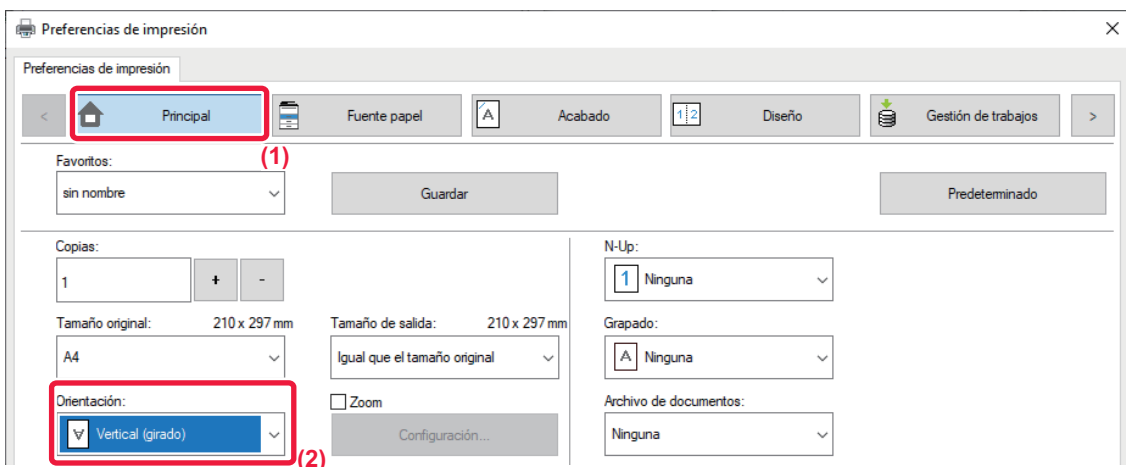 Preferencias de impresión
Preferencias de impresión
< Principal Fuente papel A Acabado 1 2 Diseño Gestión de trabajos >
(1)
Favoritos:
sin nombre Guardar Predeterminado
Copias: N-Up:
1 + - 1 Ninguna
Tamaño original: 210 x 297 mm Tamaño de salida: 210 x 297 mm Grapado:
A4 Igual que el tamaño original A Ninguna
Orientación: Zoom Archivo de documentos:
A Vertical (girado) Configuración... Ninguna
(2)